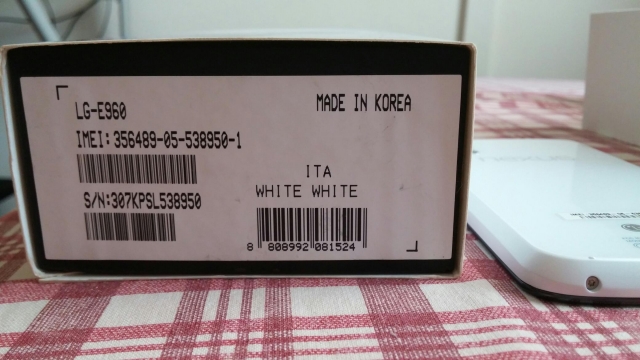 LG-E960
MADE IN KOREA
IMEI: 356489-05-538950-1
S/N:307KPSL538950
ITA
WHITE WHITE
8 808992 081524